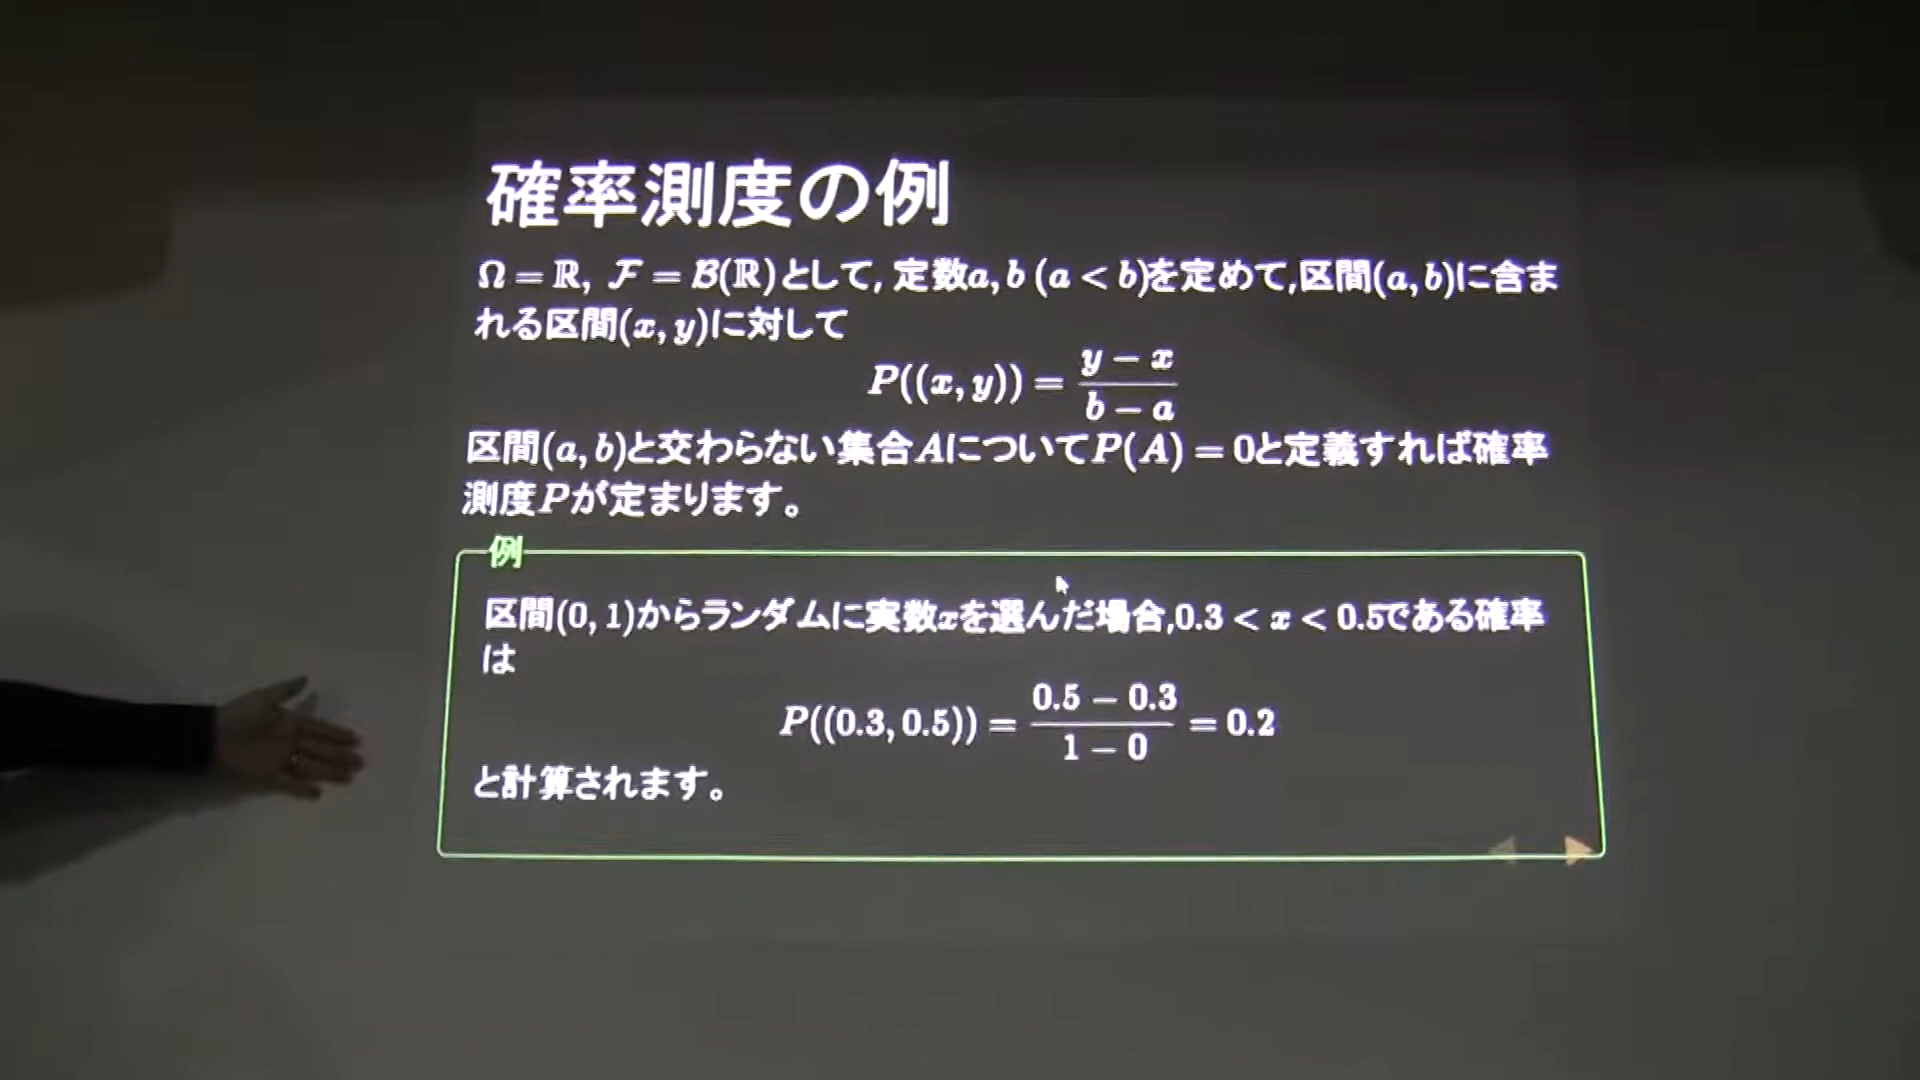 確率測度の例
Ω = ℝ, ℱ = ℬ(ℝ)として, 定数a, b (a < b)を定めて,区間(a, b)に含ま
れる区間(x, y)に対して
P((x, y)) = \frac{y − x}{b − a}
区間(a, b)と交わらない集合AについてP(A) = 0と定義すれば確率
測度Pが定まります。
例
区間(0, 1)からランダムに実数xを選んだ場合,0.3 < x < 0.5である確率
は
P((0.3, 0.5)) = \frac{0.5 − 0.3}{1 − 0} = 0.2
と計算されます。